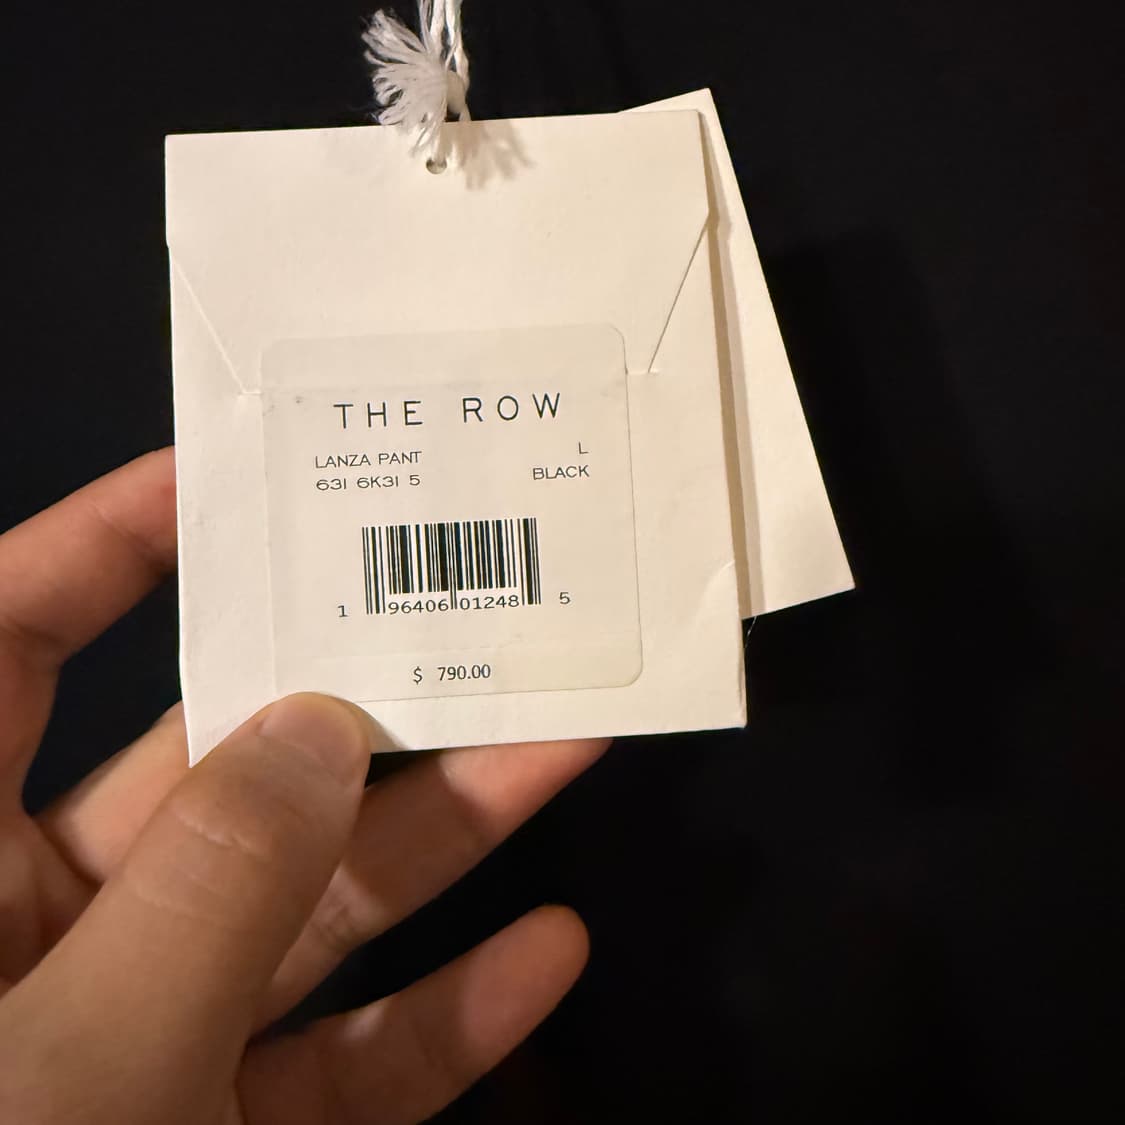 THE ROW
LANZA PANT L
631 6K31 5 BLACK
1 96406 01248 5
$ 790.00